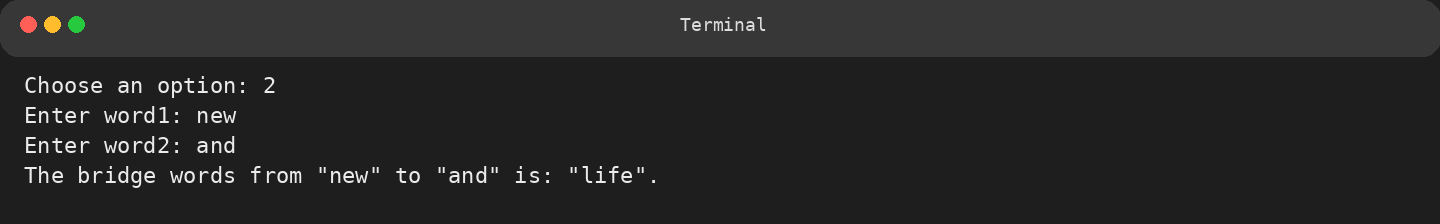 Terminal
Choose an option: 2
Enter word1: new
Enter word2: and
The bridge words from "new" to "and" is: "life".